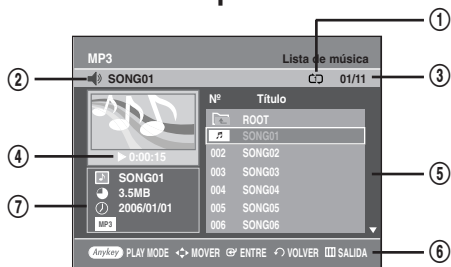 ①
MP3 Lista de música
② SONG01 01/11 ③
Nº Título
ROOT
SONG01
④ 0:00:15
002 SONG02
003 SONG03
004 SONG04
005 SONG05
006 SONG06
⑤
⑦ SONG01
3.5MB
2006/01/01
MP3
Anykey PLAY MODE MOVER ENTRE VOLVER SALIDA ⑥